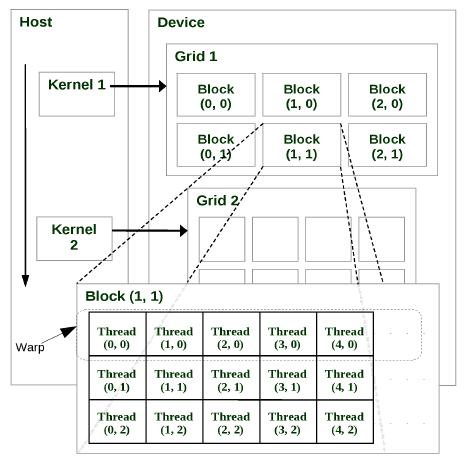 Host
Device
Grid 1
Kernel 1
Block
(0, 0)
Block
(1, 0)
Block
(2, 0)
Block
(0, 1)
Block
(1, 1)
Block
(2, 1)
Grid 2
Kernel
2
Block (1, 1)
Warp
Thread
(0, 0)
Thread
(1, 0)
Thread
(2, 0)
Thread
(3, 0)
Thread
(4, 0)
. . .
Thread
(0, 1)
Thread
(1, 1)
Thread
(2, 1)
Thread
(3, 1)
Thread
(4, 1)
. . .
Thread
(0, 2)
Thread
(1, 2)
Thread
(2, 2)
Thread
(3, 2)
Thread
(4, 2)
. . .